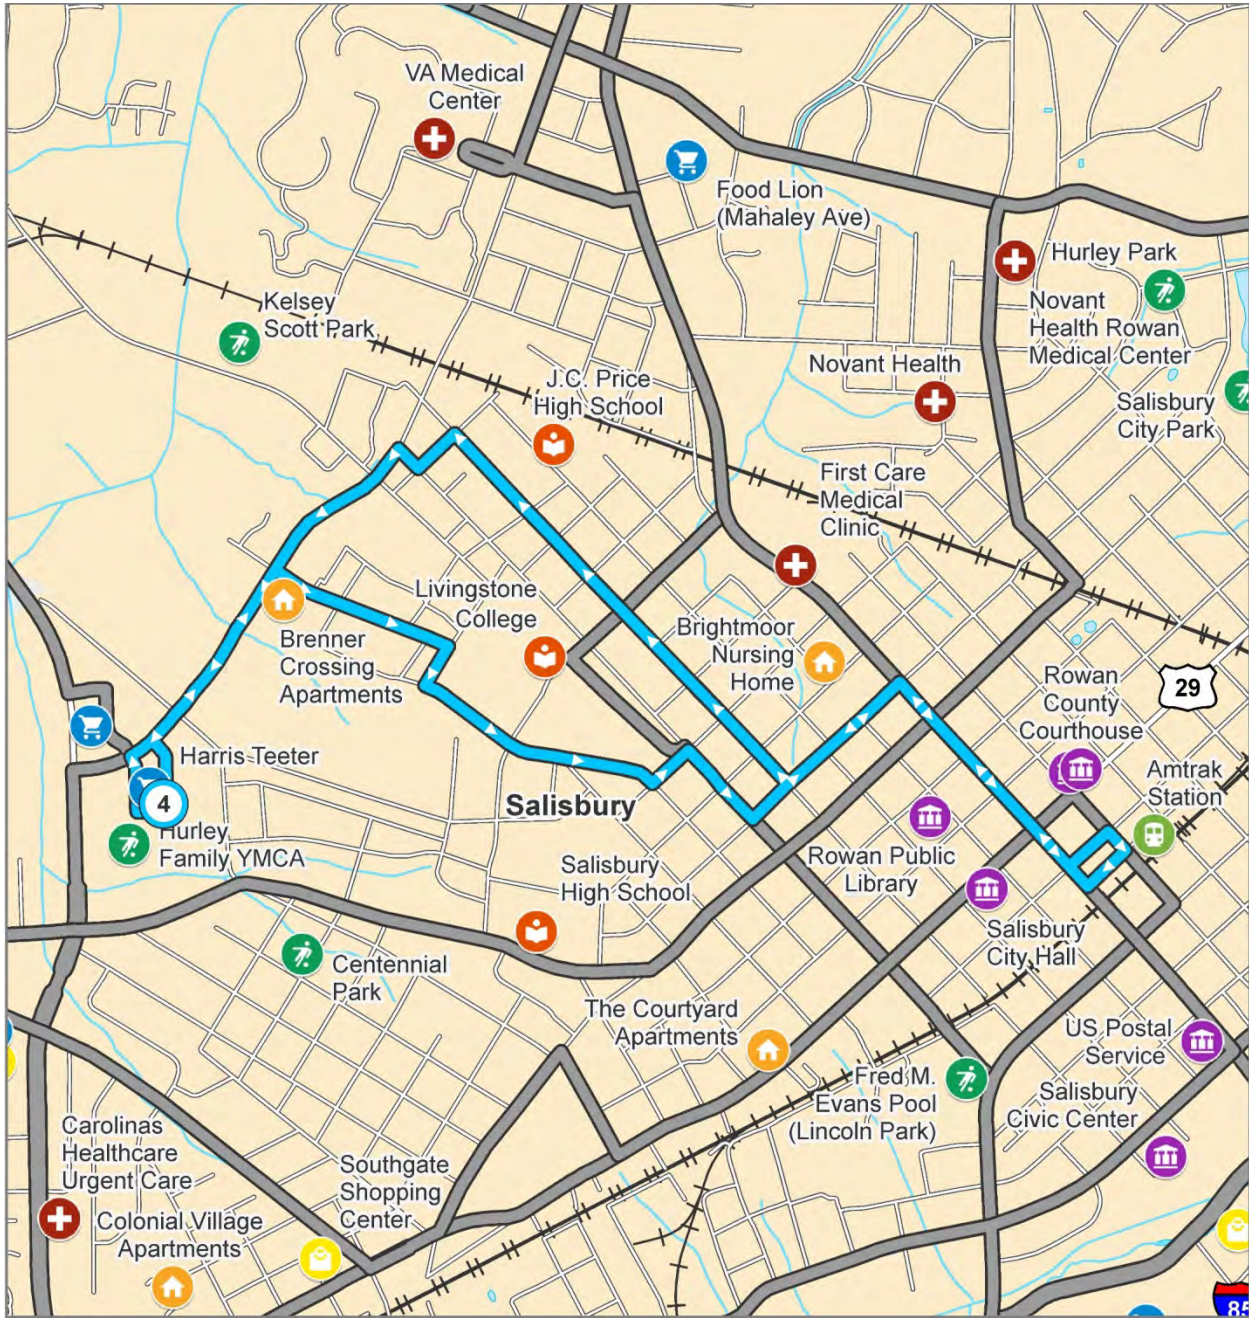 VA Medical
Center
Food Lion
(Mahaley Ave)
Hurley Park
Novant
Health Rowan
Medical Center
Kelsey
Scott Park
J.C. Price
High School
Novant Health
Salisbury
City Park
First Care
Medical
Clinic
Livingstone
College
Brightmoor
Nursing
Home
Brenner
Crossing
Apartments
Rowan
County
Courthouse
29
Harris Teeter
Amtrak
Station
4
Salisbury
Hurley
Family YMCA
Rowan Public
Library
Salisbury
High School
Salisbury
City Hall
Centennial
Park
The Courtyard
Apartments
US Postal
Service
Fred M.
Evans Pool
(Lincoln Park)
Salisbury
Civic Center
Carolinas
Healthcare
Urgent Care
Southgate
Shopping
Center
Colonial Village
Apartments
85